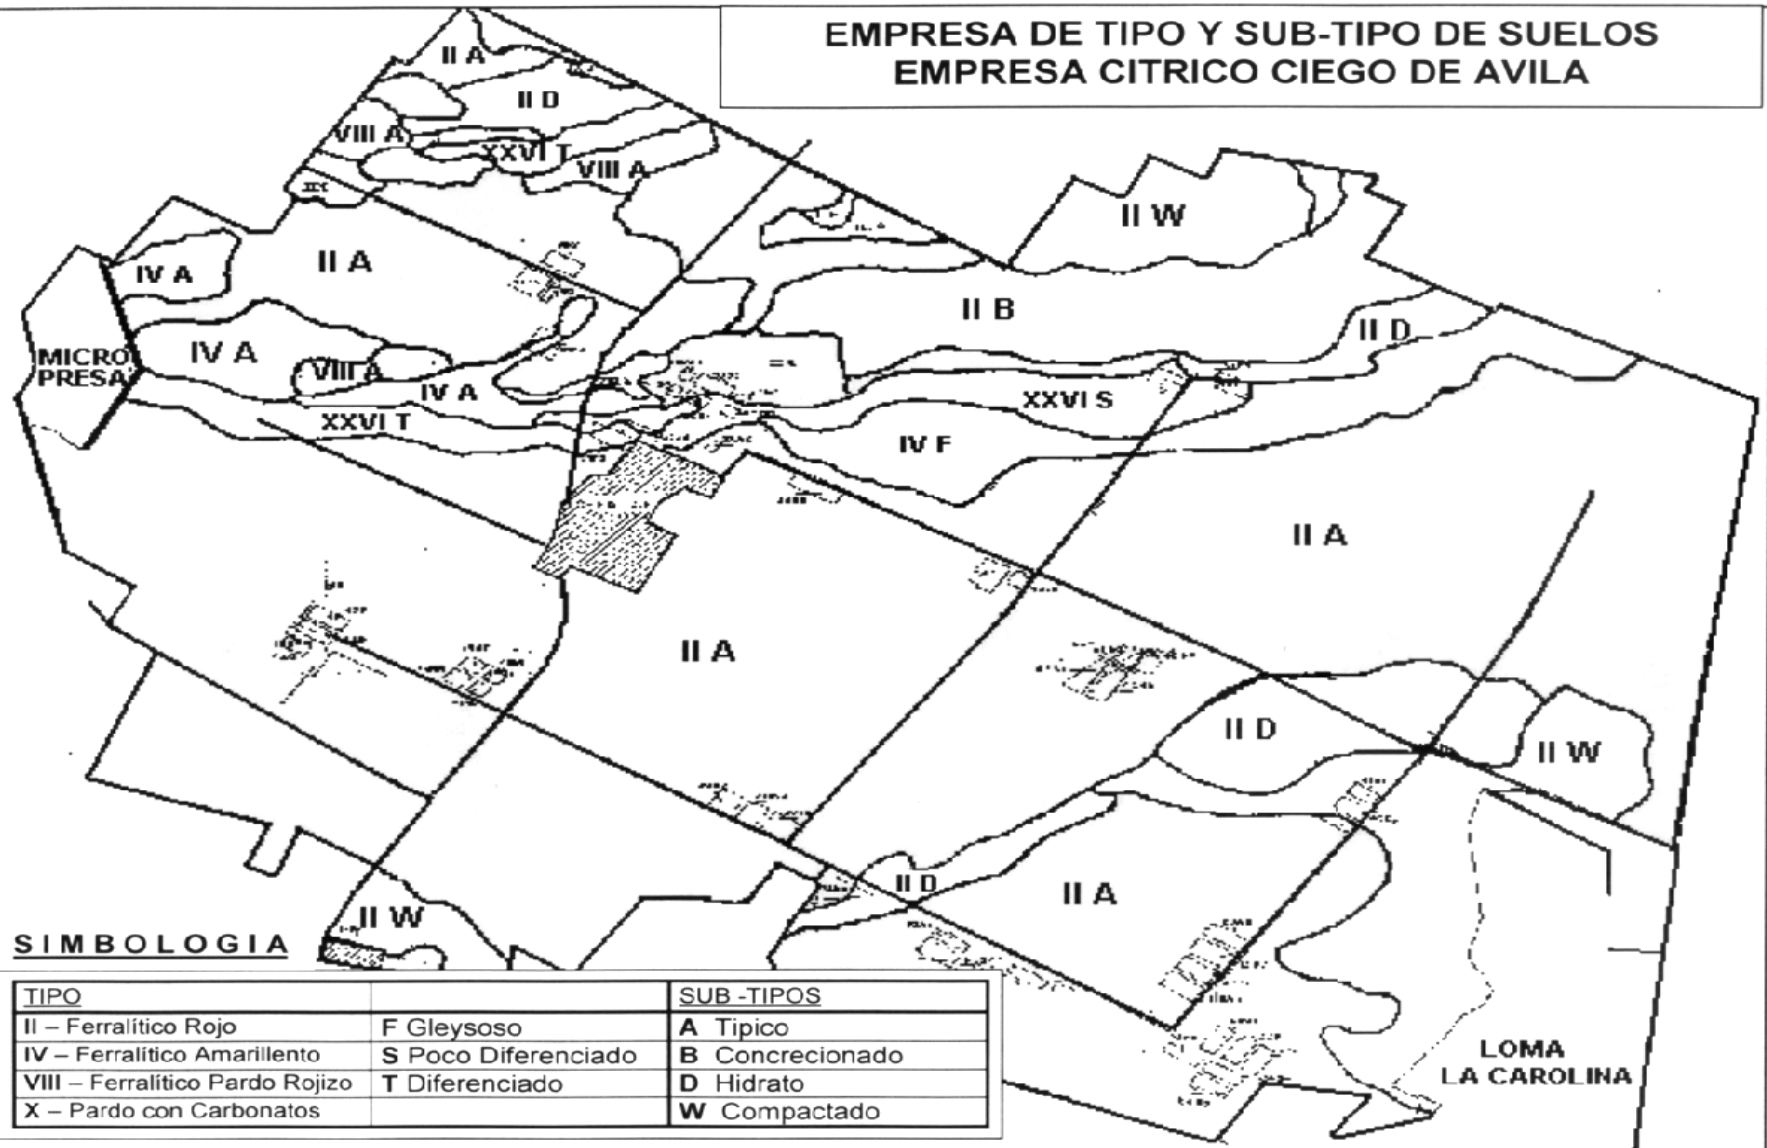 EMPRESA DE TIPO Y SUB-TIPO DE SUELOS
EMPRESA CITRICO CIEGO DE AVILA
II A
II D
VIII A
XXVI T
VIII A
II W
IV A
II A
II B
II D
MICRO
PRESA
IV A
VIII A
IV A
XXVI S
XXVI T
IV F
II A
II A
II D
II W
II D
II A
II W
LOMA
LA CAROLINA
SIMBOLOGIA
TIPO SUB -TIPOS
II – Ferralítico Rojo F Gleysoso A Tipico
IV – Ferralítico Amarillento S Poco Diferenciado B Concrecionado
VIII – Ferralítico Pardo Rojizo T Diferenciado D Hidrato
X – Pardo con Carbonatos W Compactado